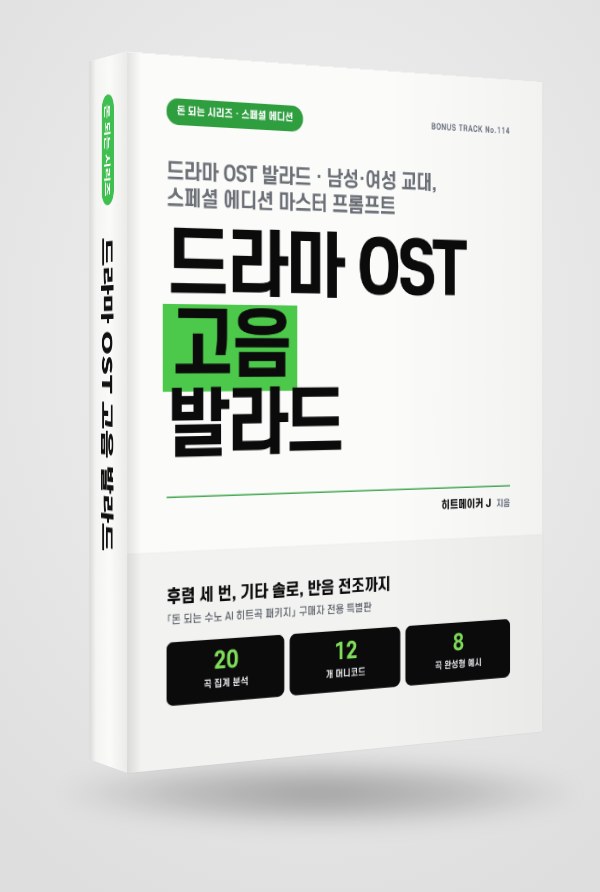 돈 되는 시리즈
드라마 OST 고음 발라드
돈 되는 시리즈 · 스페셜 에디션
BONUS TRACK No.114
드라마 OST 발라드 · 남성·여성 교대,
스페셜 에디션 마스터 프롬프트
드라마 OST
고음
발라드
히트메이커 J 지음
후렴 세 번, 기타 솔로, 반음 전조까지
『돈 되는 수노 AI 히트곡 패키지』 구매자 전용 특별판
20
곡 집계 분석
12
개 머니코드
8
곡 완성형 예시